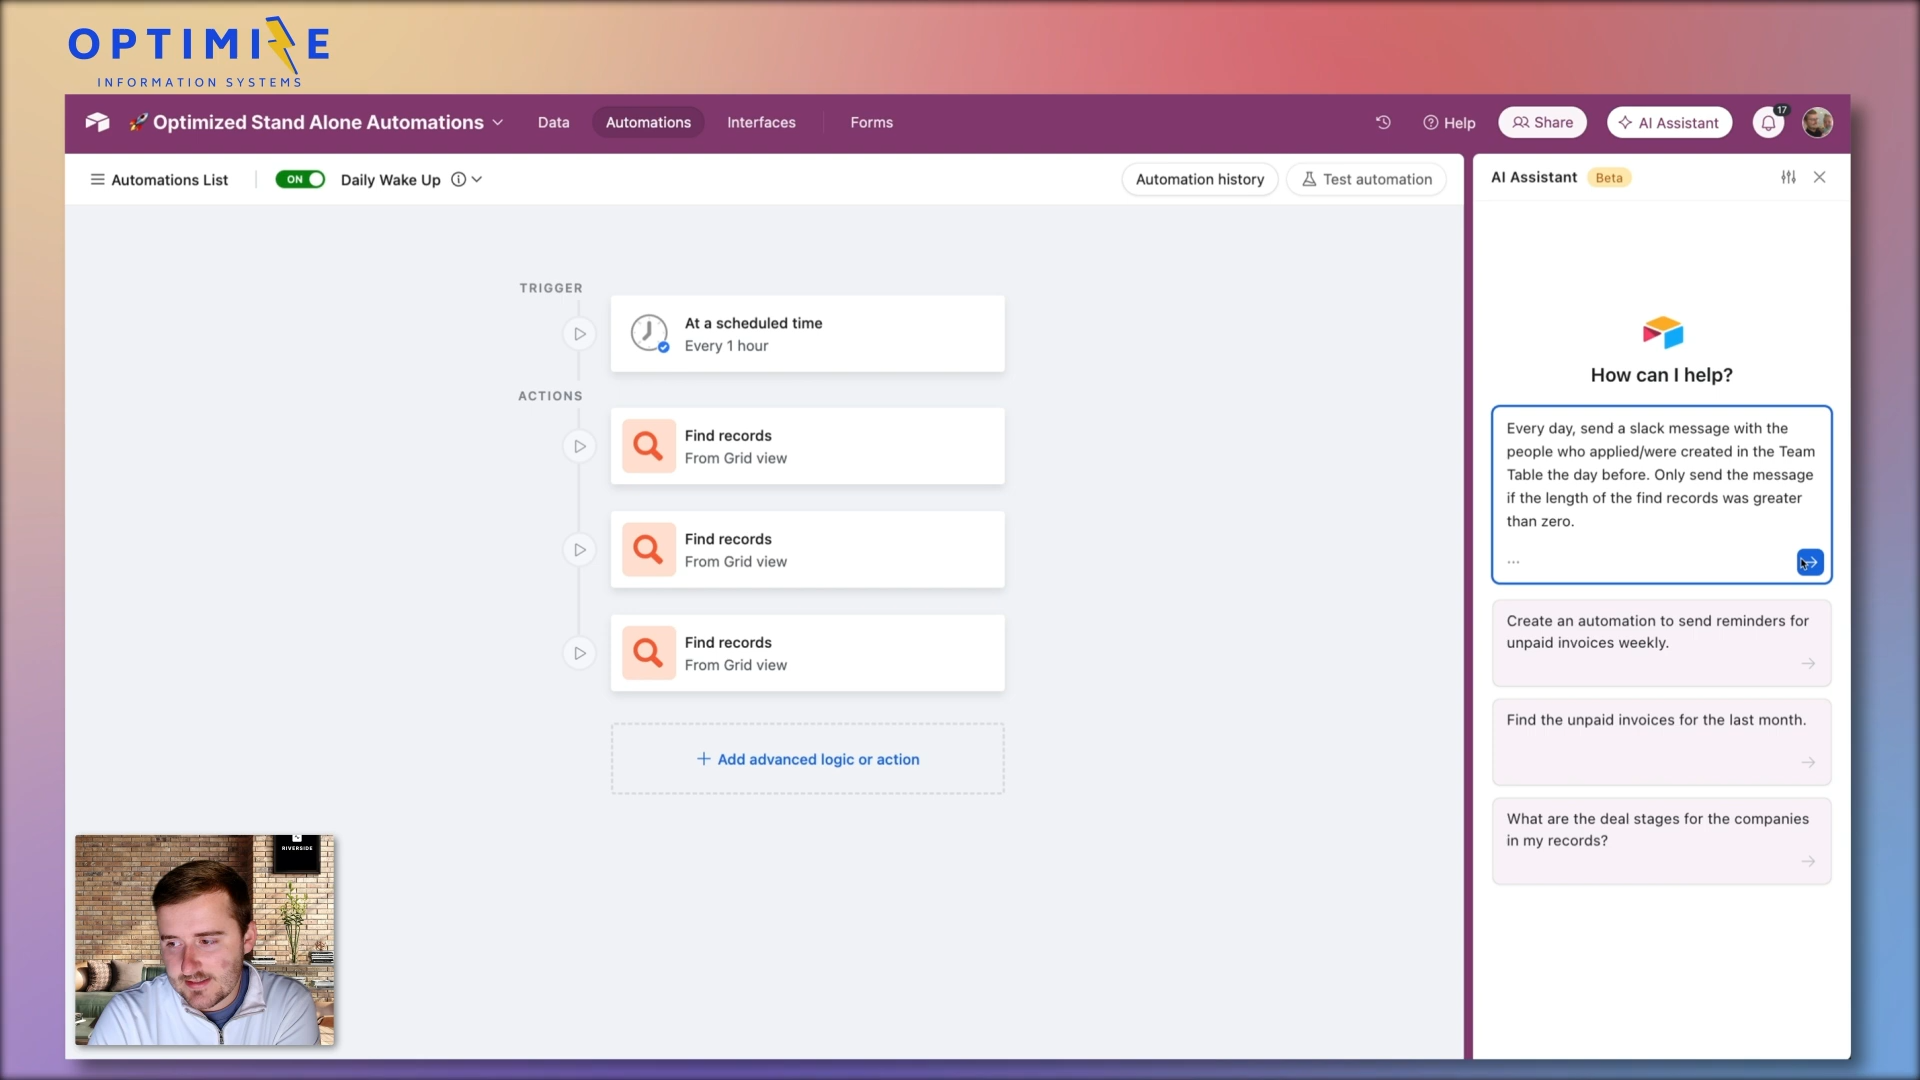 OPTIMIZE
INFORMATION SYSTEMS
🚀 Optimized Stand Alone Automations
Data
Automations
Interfaces
Forms
Help
Share
AI Assistant
17
Automations List
ON
Daily Wake Up
Automation history
Test automation
AI Assistant
Beta
TRIGGER
At a scheduled time
Every 1 hour
ACTIONS
Find records
From Grid view
Find records
From Grid view
Find records
From Grid view
+ Add advanced logic or action
How can I help?
Every day, send a slack message with the
people who applied/were created in the Team
Table the day before. Only send the message
if the length of the find records was greater
than zero.
...
Create an automation to send reminders for
unpaid invoices weekly.
Find the unpaid invoices for the last month.
What are the deal stages for the companies
in my records?
RIVERSIDE